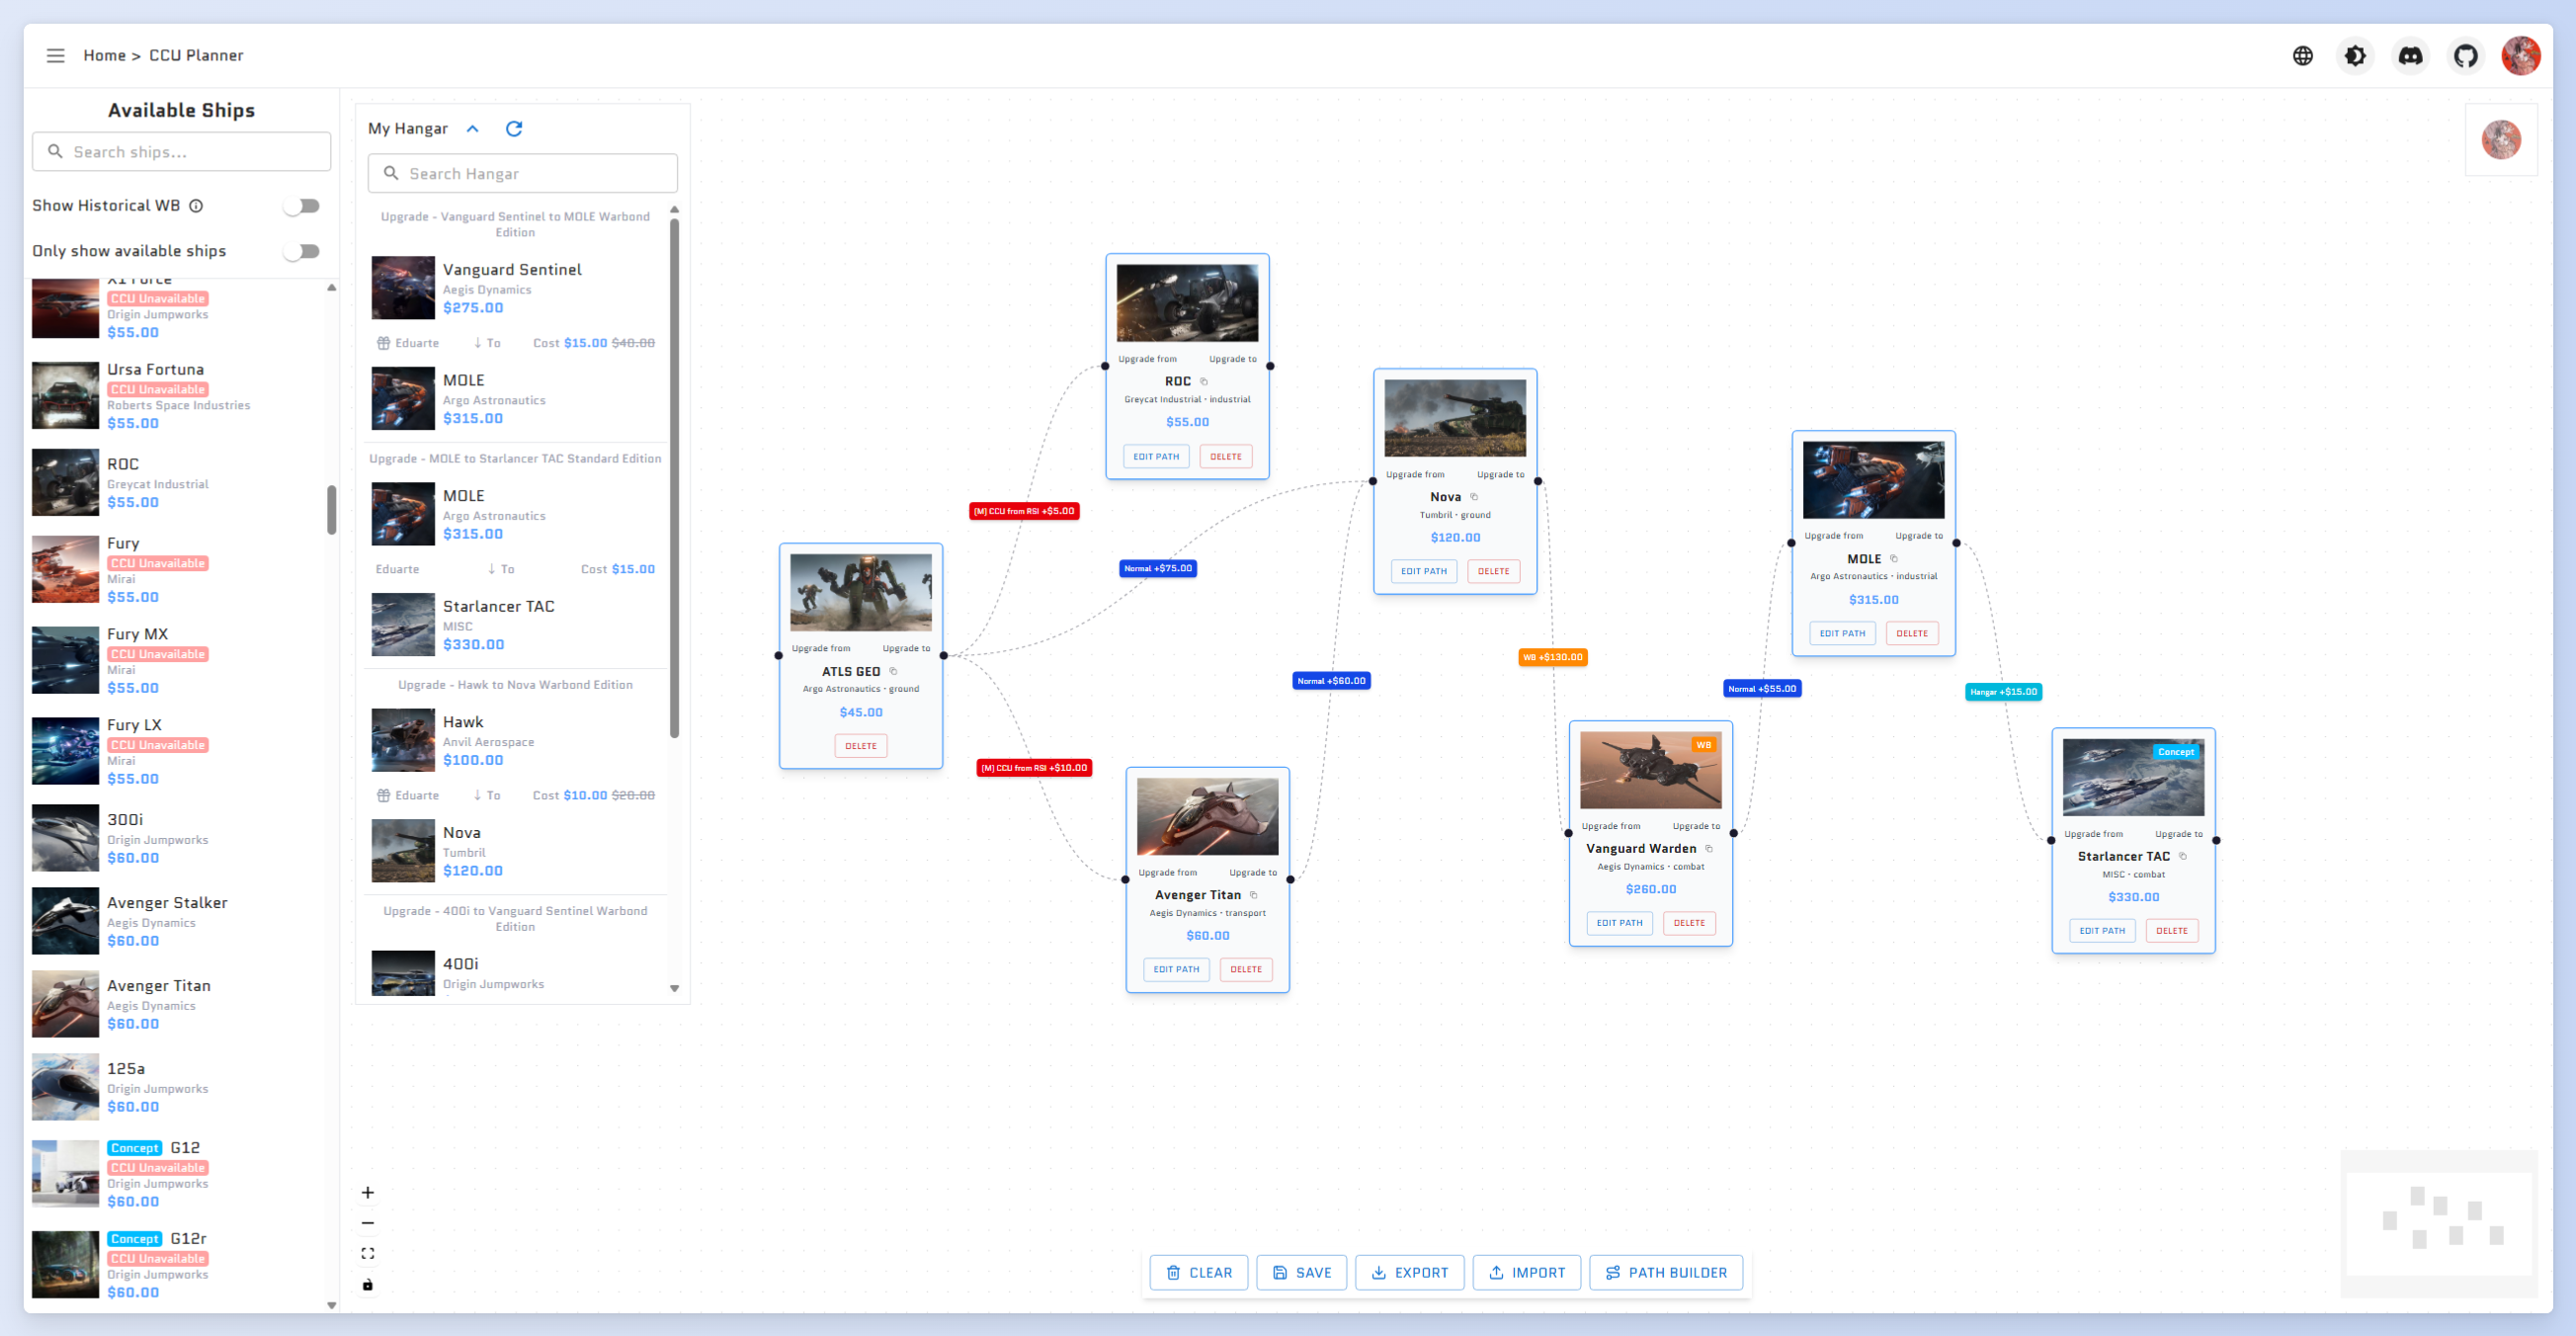 Home > CCU Planner
Available Ships
Search ships...
Show Historical WB
Only show available ships
X1 Force
CCU Unavailable
Origin Jumpworks
$55.00
Ursa Fortuna
CCU Unavailable
Roberts Space Industries
$55.00
ROC
Greycat Industrial
$55.00
Fury
CCU Unavailable
Mirai
$55.00
Fury MX
CCU Unavailable
Mirai
$55.00
Fury LX
CCU Unavailable
Mirai
$55.00
300i
Origin Jumpworks
$60.00
Avenger Stalker
Aegis Dynamics
$60.00
Avenger Titan
Aegis Dynamics
$60.00
125a
Origin Jumpworks
$60.00
Concept G12
CCU Unavailable
Origin Jumpworks
$60.00
Concept G12r
CCU Unavailable
Origin Jumpworks
$60.00
My Hangar
Search Hangar
Upgrade - Vanguard Sentinel to MOLE Warbond
Edition
Vanguard Sentinel
Aegis Dynamics
$275.00
Eduarte ↓ To Cost $15.00 $40.00
MOLE
Argo Astronautics
$315.00
Upgrade - MOLE to Starlancer TAC Standard Edition
MOLE
Argo Astronautics
$315.00
Eduarte ↓ To Cost $15.00
Starlancer TAC
MISC
$330.00
Upgrade - Hawk to Nova Warbond Edition
Hawk
Anvil Aerospace
$100.00
Eduarte ↓ To Cost $10.00 $20.00
Nova
Tumbril
$120.00
Upgrade - 400i to Vanguard Sentinel Warbond
Edition
400i
Origin Jumpworks
Upgrade from Upgrade to
ATLS GEO
Argo Astronautics · ground
$45.00
DELETE
[M] CCU from RSI +$5.00
Normal +$75.00
[M] CCU from RSI +$10.00
Upgrade from Upgrade to
ROC
Greycat Industrial · industrial
$55.00
EDIT PATH DELETE
Upgrade from Upgrade to
Avenger Titan
Aegis Dynamics · transport
$60.00
EDIT PATH DELETE
Normal +$60.00
Upgrade from Upgrade to
Nova
Tumbril · ground
$120.00
EDIT PATH DELETE
WB +$130.00
WB
Upgrade from Upgrade to
Vanguard Warden
Aegis Dynamics · combat
$260.00
EDIT PATH DELETE
Normal +$55.00
Upgrade from Upgrade to
MOLE
Argo Astronautics · industrial
$315.00
EDIT PATH DELETE
Hangar +$15.00
Concept
Upgrade from Upgrade to
Starlancer TAC
MISC · combat
$330.00
EDIT PATH DELETE
CLEAR SAVE EXPORT IMPORT PATH BUILDER